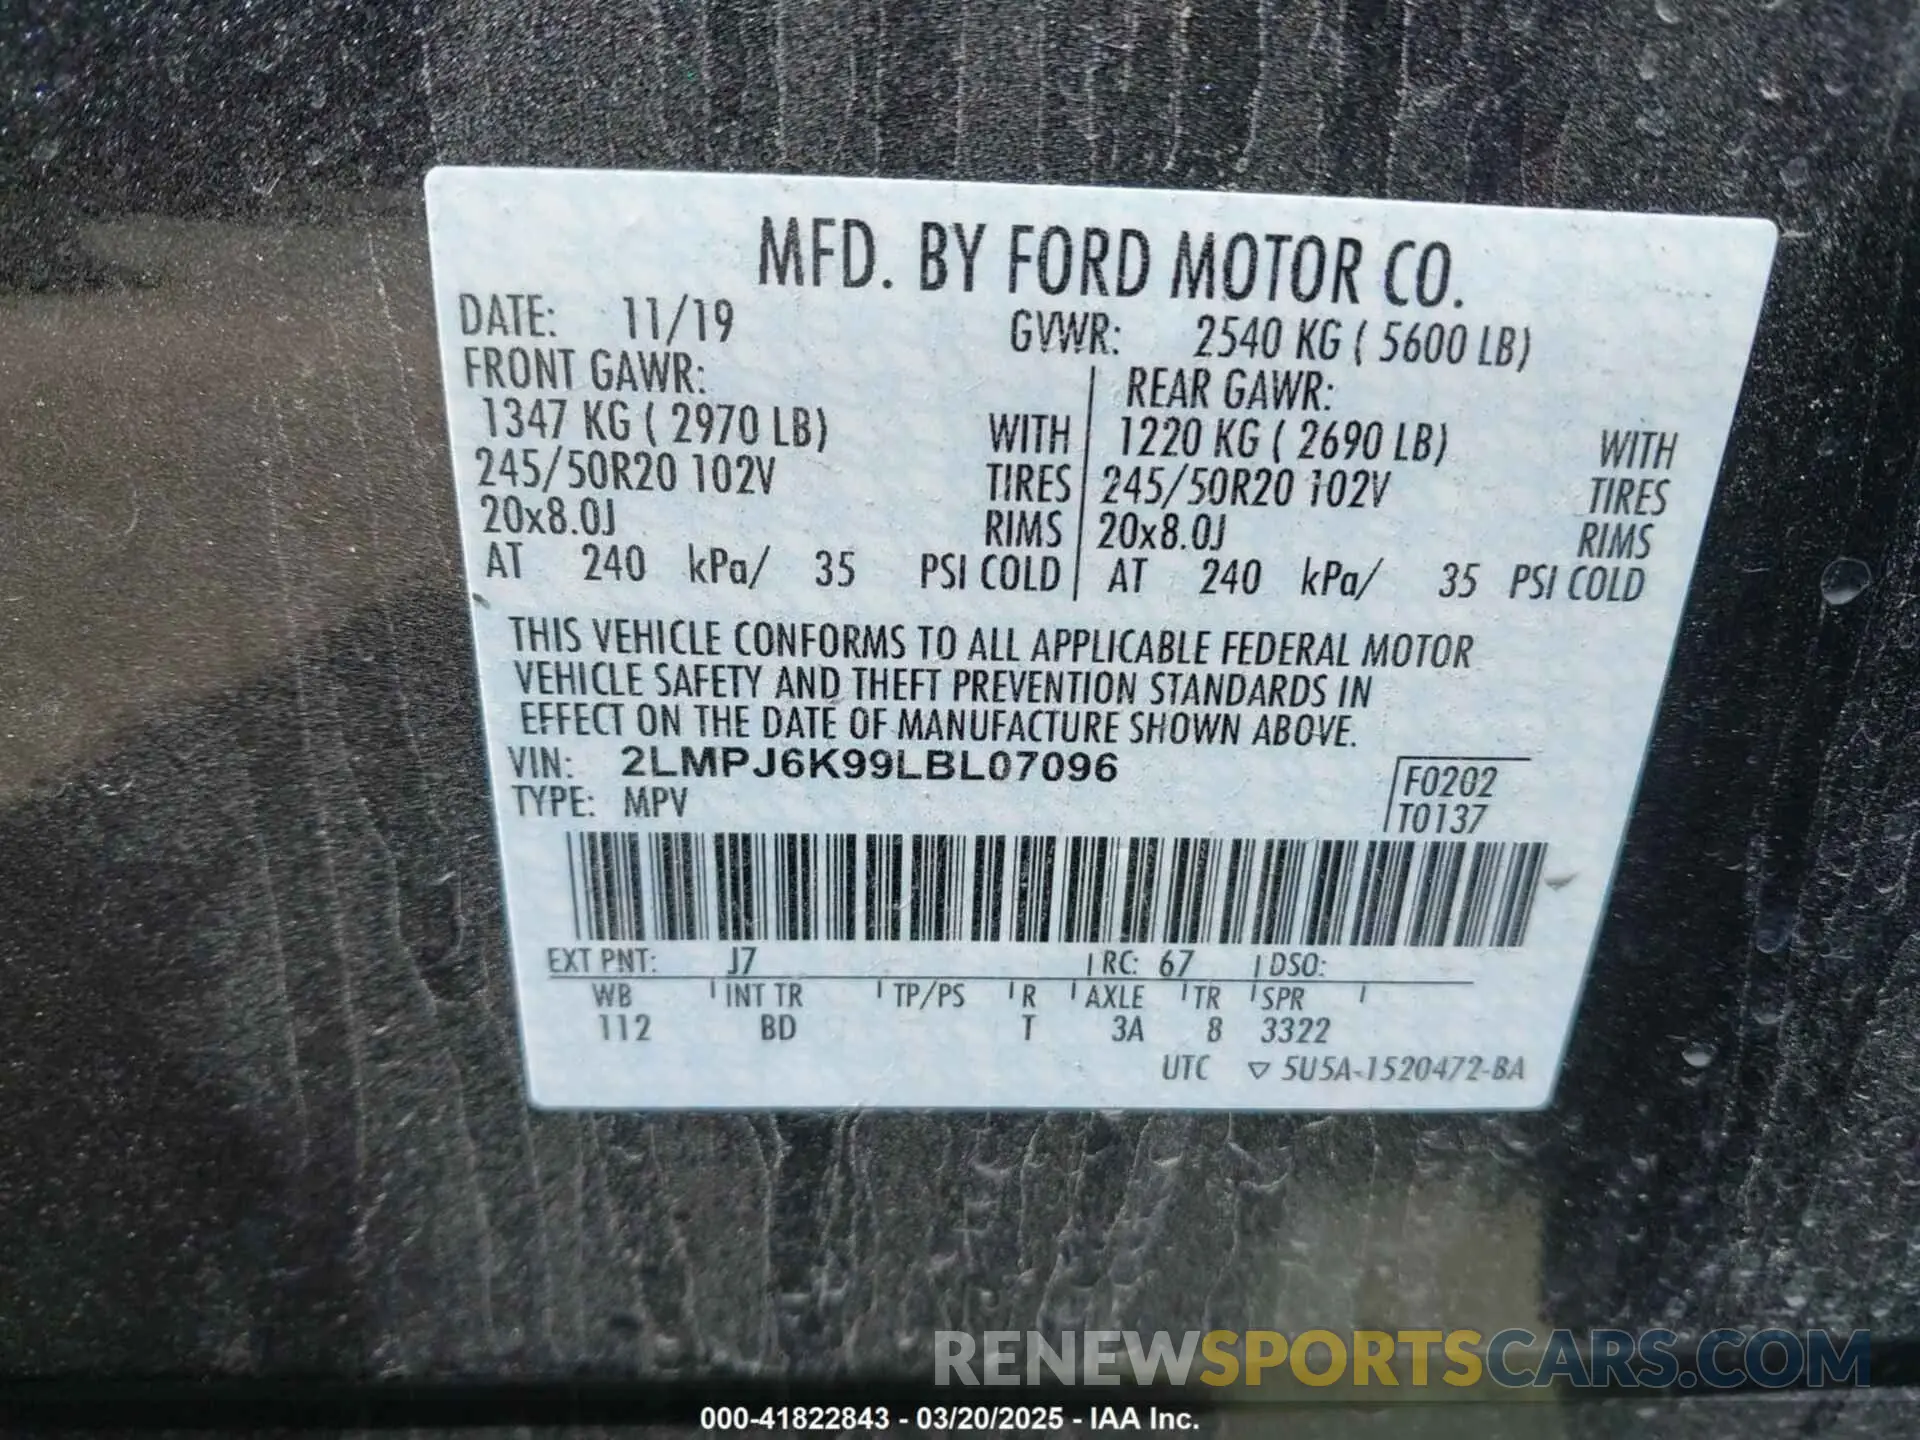 MFD. BY FORD MOTOR CO.
DATE: 11/19 GVWR: 2540 KG ( 5600 LB)
FRONT GAWR: REAR GAWR:
1347 KG ( 2970 LB) WITH 1220 KG ( 2690 LB) WITH
245/50R20 102V TIRES 245/50R20 102V TIRES
20x8.0J RIMS 20x8.0J RIMS
AT 240 kPa/ 35 PSI COLD AT 240 kPa/ 35 PSI COLD
THIS VEHICLE CONFORMS TO ALL APPLICABLE FEDERAL MOTOR
VEHICLE SAFETY AND THEFT PREVENTION STANDARDS IN
EFFECT ON THE DATE OF MANUFACTURE SHOWN ABOVE.
VIN: 2LMPJ6K99LBL07096
TYPE: MPV
F0202
T0137
EXT PNT: J7 RC: 67 DSO:
WB INT TR TP/PS R AXLE TR SPR
112 BD T 3A 8 3322
UTC ▽ 5U5A-1520472-BA
RENEWSPORTSCARS.COM
000-41822843 - 03/20/2025 - IAA Inc.